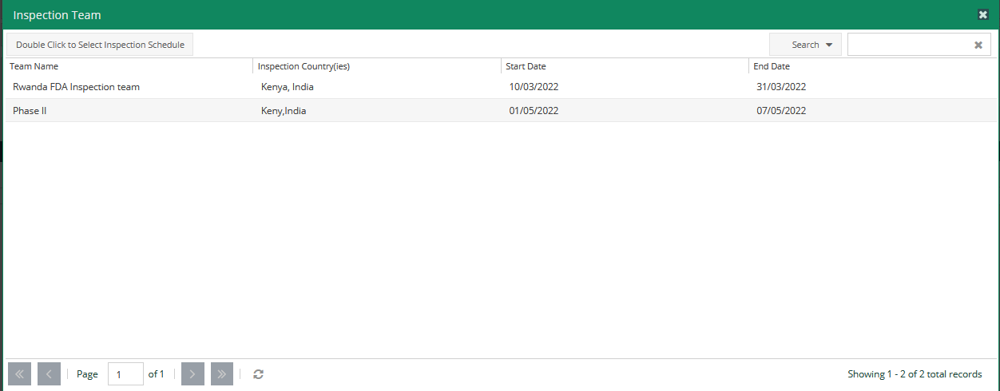 Inspection Team
Double Click to Select Inspection Schedule Search
Team Name Inspection Country(ies) Start Date End Date
Rwanda FDA Inspection team Kenya, India 10/03/2022 31/03/2022
Phase II Keny,India 01/05/2022 07/05/2022
Page 1 of 1 Showing 1 - 2 of 2 total records